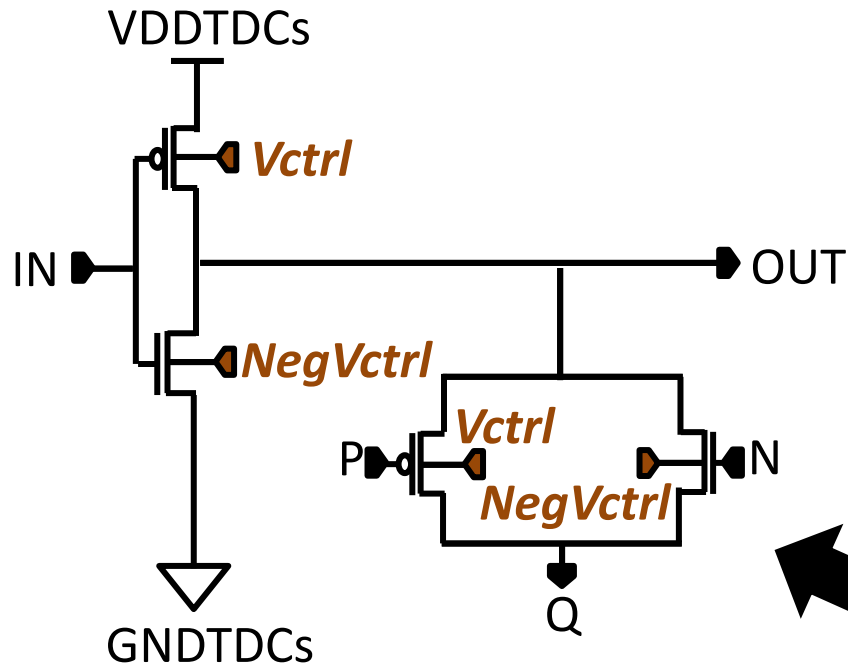 VDDTDCs
Vctrl
IN
OUT
NegVctrl
Vctrl
P
N
NegVctrl
Q
GNDTDCs